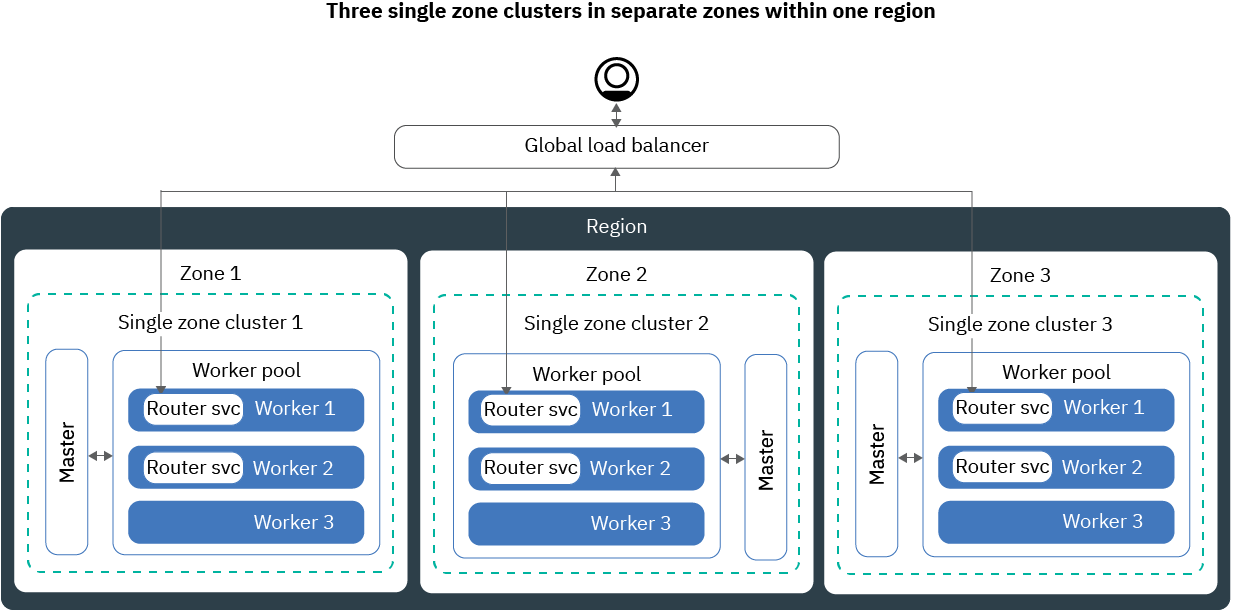 Three single zone clusters in separate zones within one region
Global load balancer
Region
Zone 1
Single zone cluster 1
Master
Worker pool
Router svc Worker 1
Router svc Worker 2
Worker 3
Zone 2
Single zone cluster 2
Worker pool
Router svc Worker 1
Router svc Worker 2
Worker 3
Master
Zone 3
Single zone cluster 3
Master
Worker pool
Router svc Worker 1
Router svc Worker 2
Worker 3